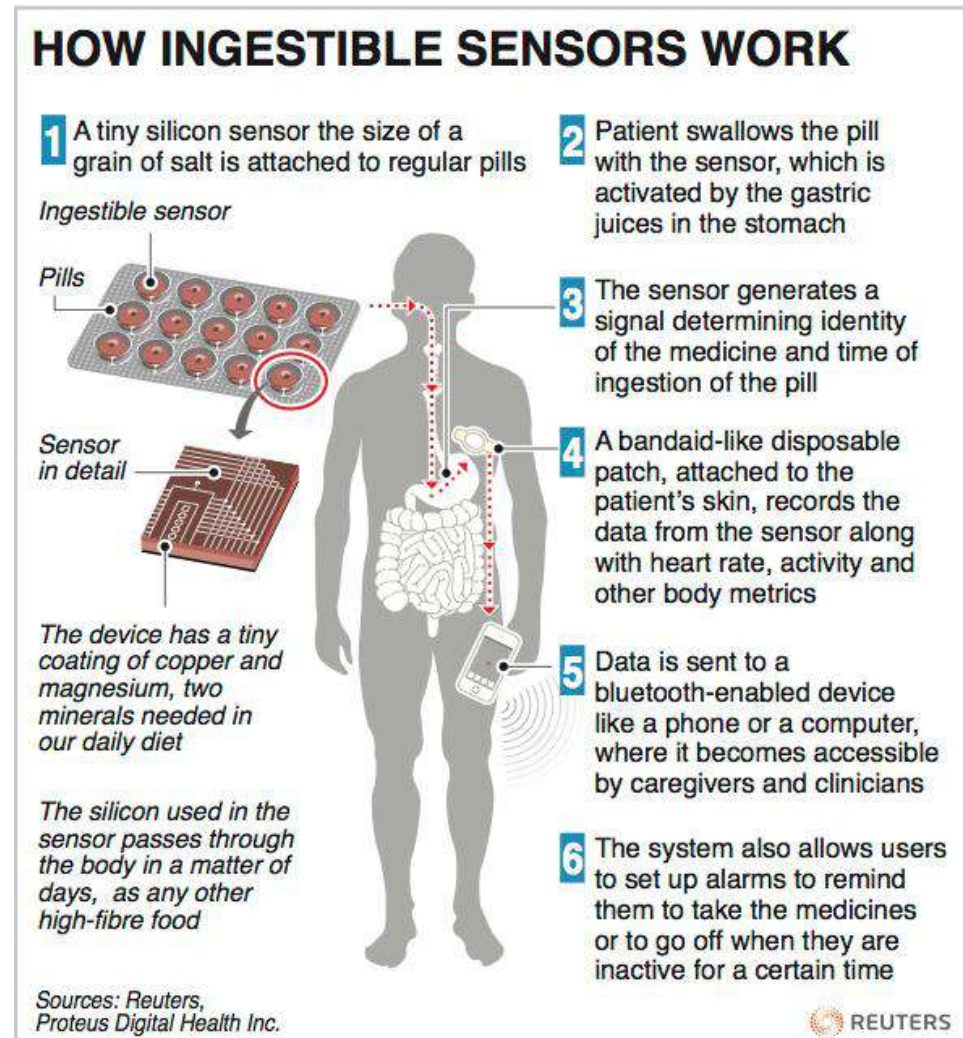 HOW INGESTIBLE SENSORS WORK
1 A tiny silicon sensor the size of a
grain of salt is attached to regular pills
Ingestible sensor
Pills
Sensor
in detail
The device has a tiny
coating of copper and
magnesium, two
minerals needed in
our daily diet
The silicon used in the
sensor passes through
the body in a matter of
days, as any other
high-fibre food
2 Patient swallows the pill
with the sensor, which is
activated by the gastric
juices in the stomach
3 The sensor generates a
signal determining identity
of the medicine and time of
ingestion of the pill
4 A bandaid-like disposable
patch, attached to the
patient's skin, records the
data from the sensor along
with heart rate, activity and
other body metrics
5 Data is sent to a
bluetooth-enabled device
like a phone or a computer,
where it becomes accessible
by caregivers and clinicians
6 The system also allows users
to set up alarms to remind
them to take the medicines
or to go off when they are
inactive for a certain time
Sources: Reuters,
Proteus Digital Health Inc.
REUTERS